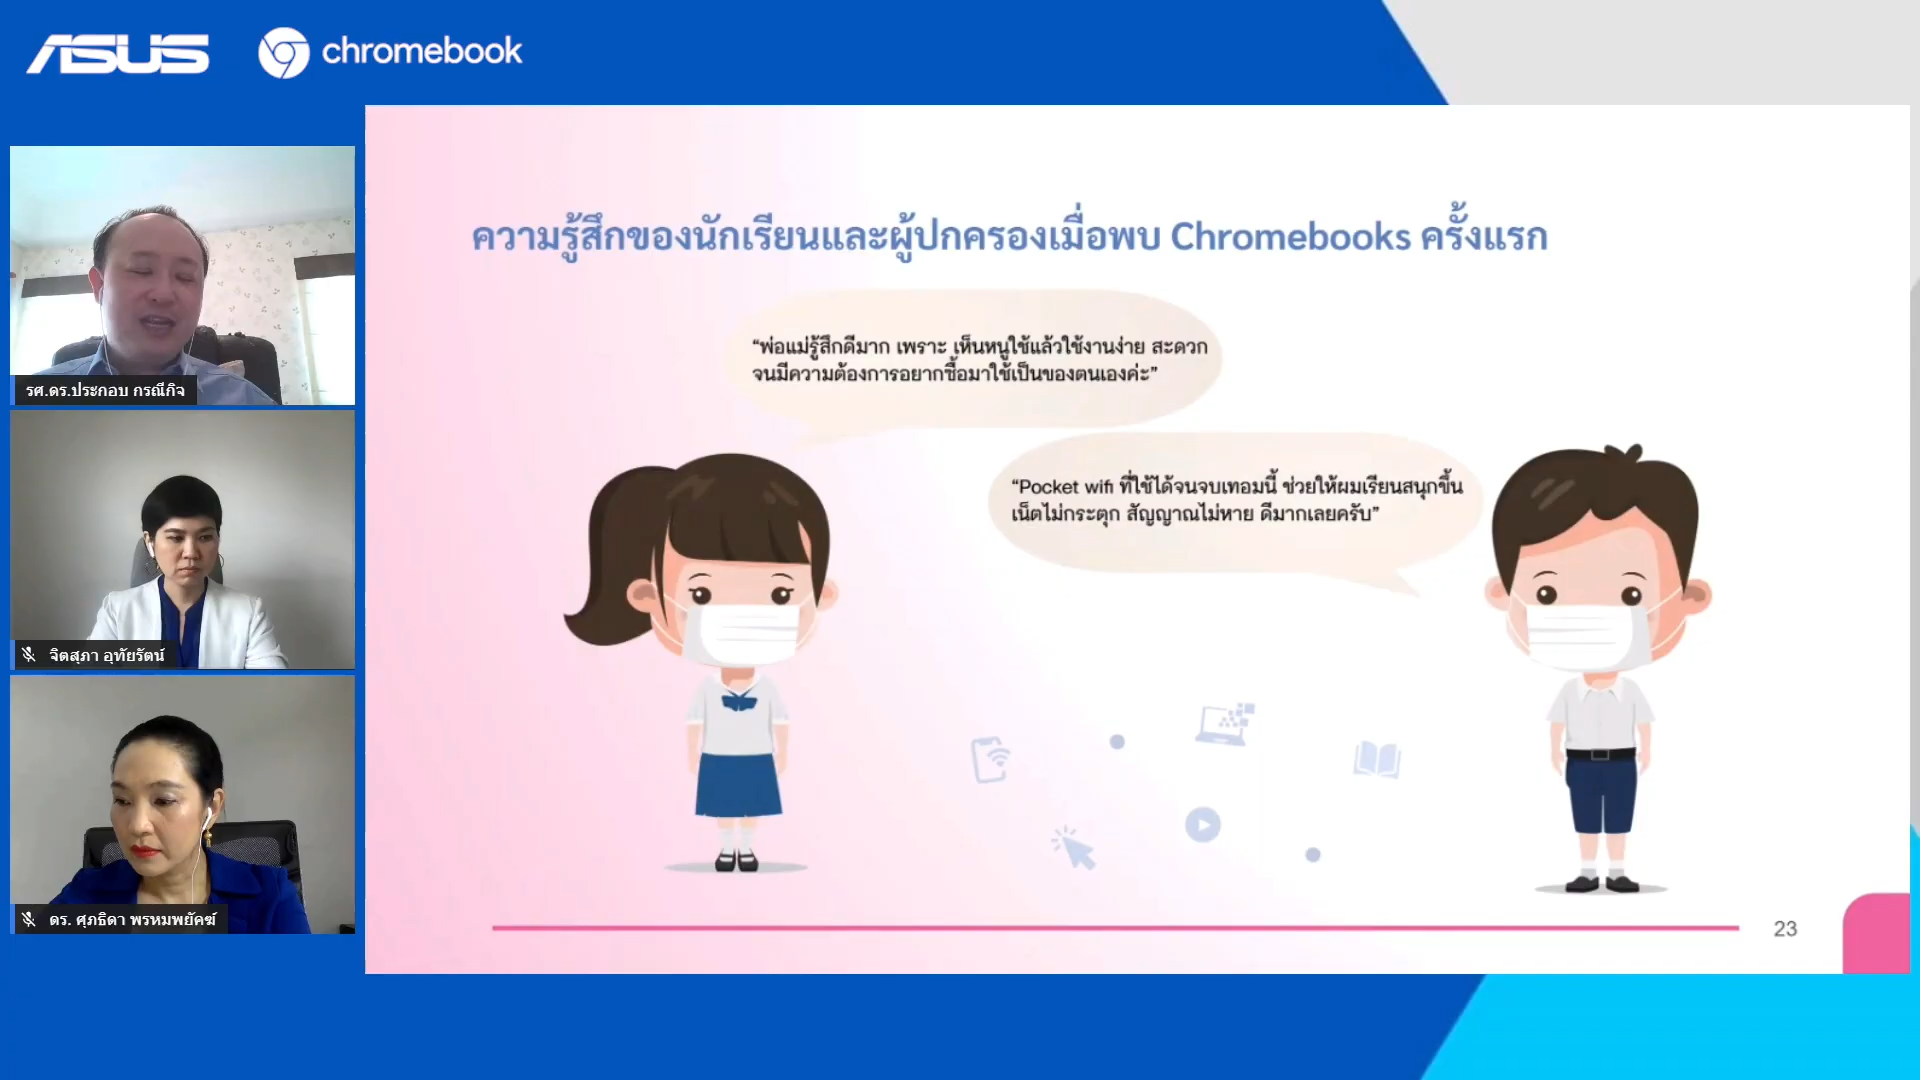 ASUS chromebook
ความรู้สึกของนักเรียนและผู้ปกครองเมื่อพบ Chromebooks ครั้งแรก
“พ่อแม่รู้สึกดีมาก เพราะ เห็นหนูใช้แล้วใช้งานง่าย สะดวก
จนมีความต้องการอยากซื้อมาใช้เป็นของตนเองค่ะ”
“Pocket wifi ที่ใช้ได้จนจบเทอมนี้ ช่วยให้ผมเรียนสนุกขึ้น
เน็ตไม่กระตุก สัญญาณไม่หาย ดีมากเลยครับ”
รศ.ดร.ประกอบ กรณีกิจ
จิตสุภา อุทัยรัตน์
ดร. ศุภธิดา พรหมพยัคฆ์
23